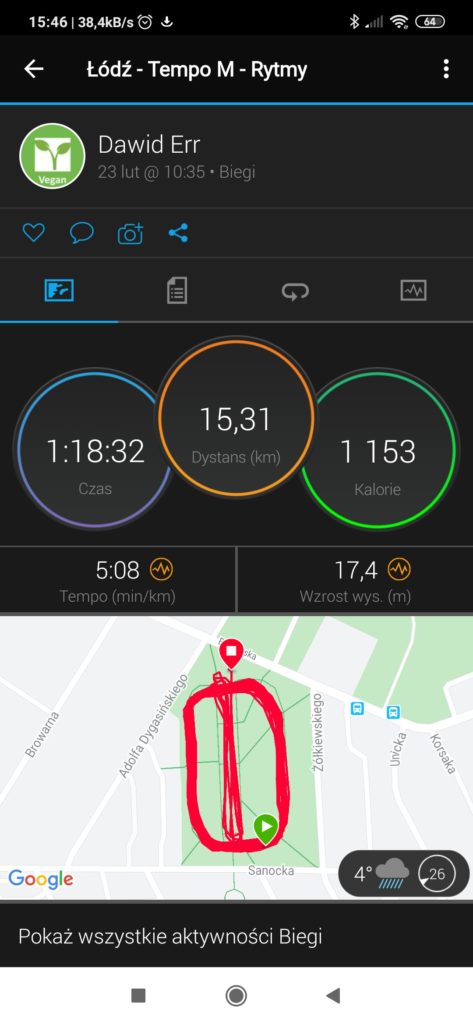 15:46 | 38,4kB/s
64
Łódź - Tempo M - Rytmy
Vegan
Dawid Err
23 lut @ 10:35 • Biegi
1:18:32
Czas
15,31
Dystans (km)
1 153
Kalorie
5:08
Tempo (min/km)
17,4
Wzrost wys. (m)
Browarna
Adolfa Dygasińskiego
Żółkiewskiego
Unicka
Korsaka
Sanocka
Google
4°
26
Pokaż wszystkie aktywności Biegi